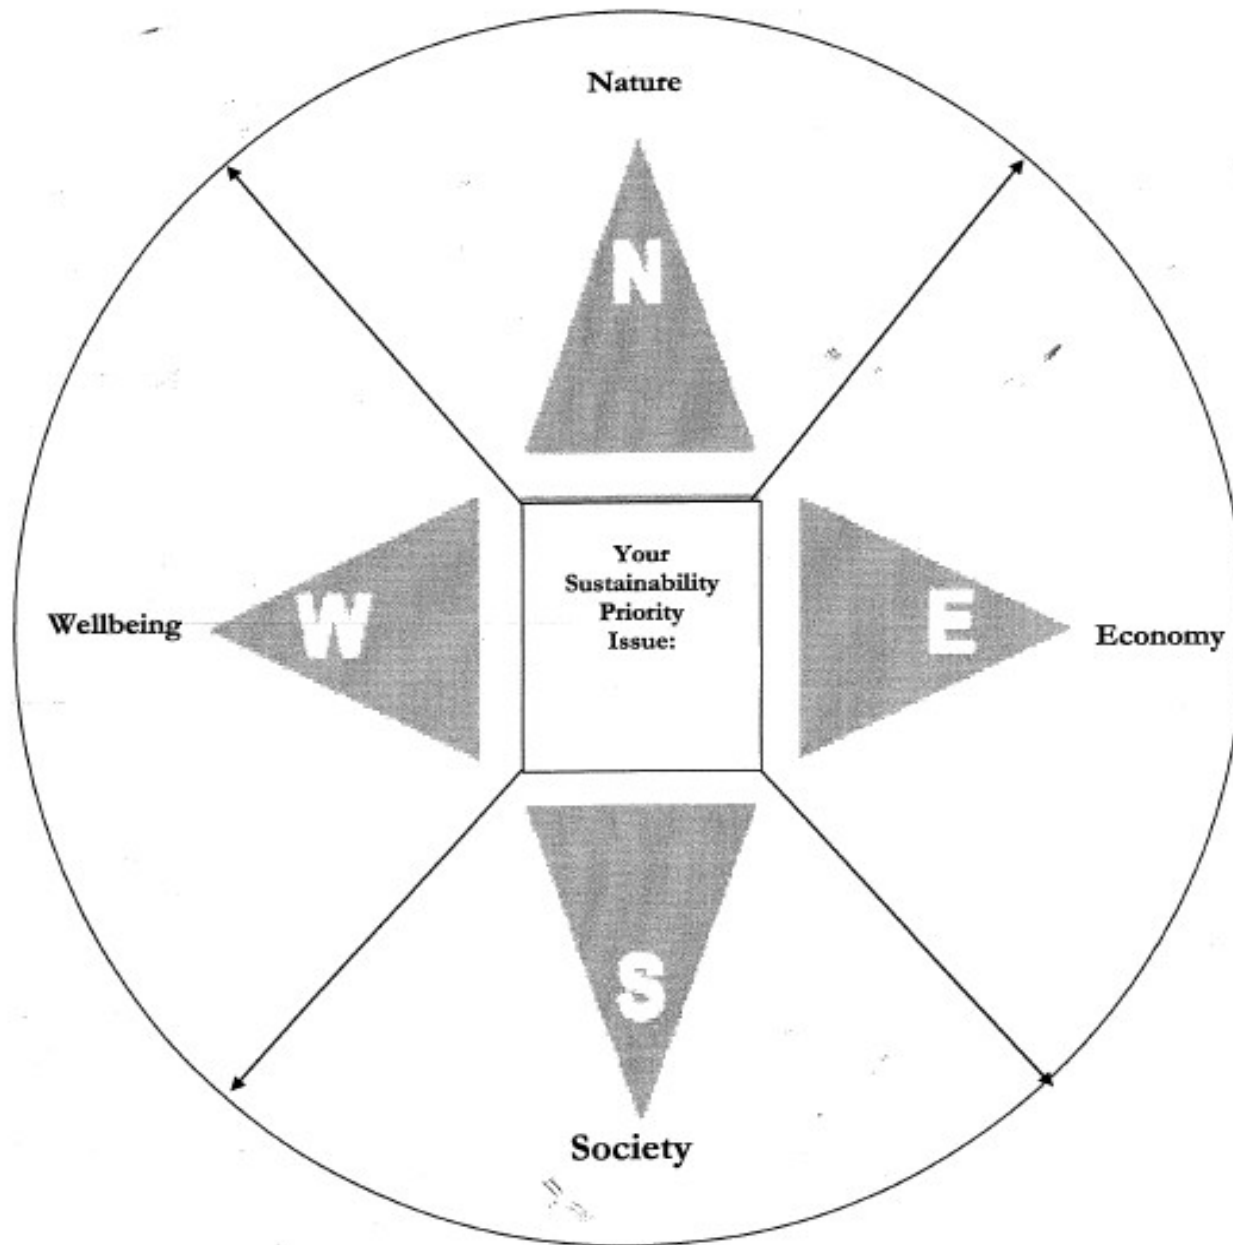 Nature
N
Your
Sustainability
Priority
Issue:
Wellbeing
W
E
Economy
S
Society